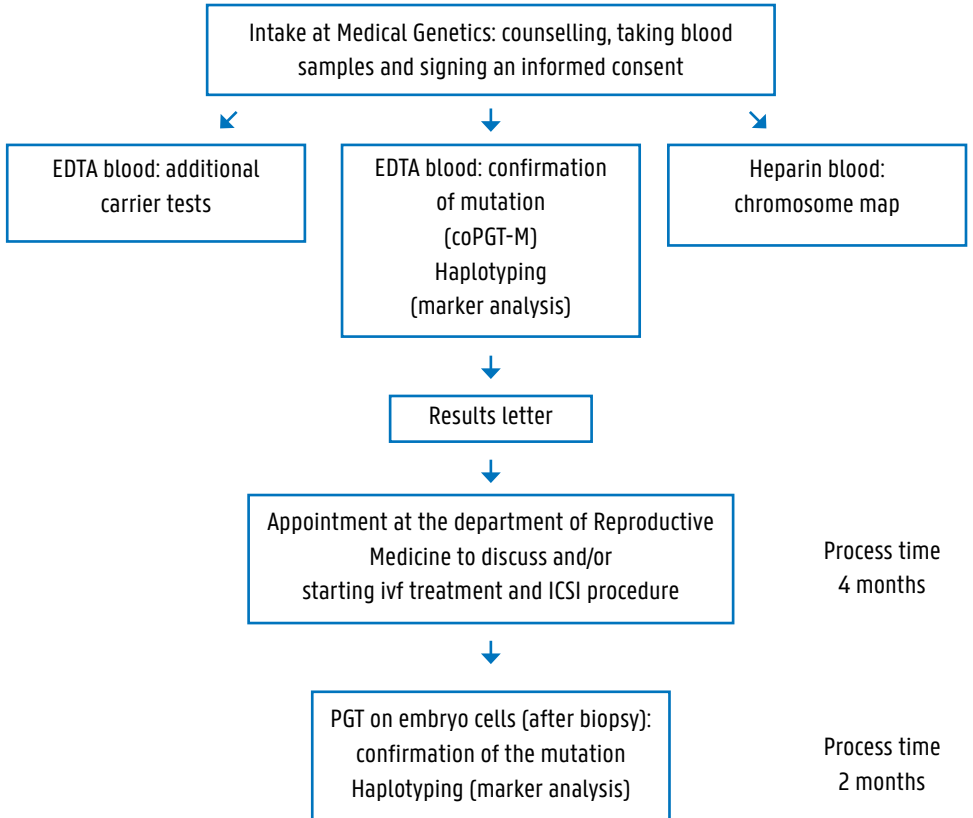 Intake at Medical Genetics: counselling, taking blood
samples and signing an informed consent
EDTA blood: additional
carrier tests
EDTA blood: confirmation
of mutation
(coPGT-M)
Haplotyping
(marker analysis)
Heparin blood:
chromosome map
Results letter
Appointment at the department of Reproductive
Medicine to discuss and/or
starting ivf treatment and ICSI procedure
Process time
4 months
PGT on embryo cells (after biopsy):
confirmation of the mutation
Haplotyping (marker analysis)
Process time
2 months